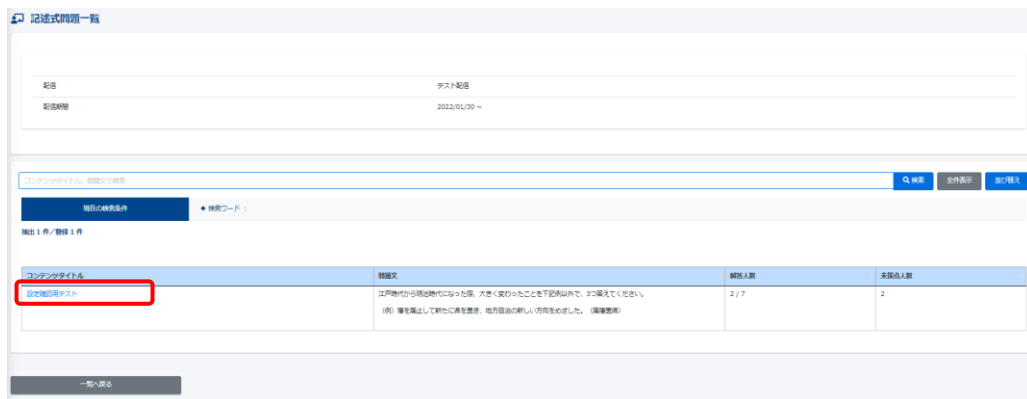 記述式問題一覧
配信 テスト配信
配信期間 2022/01/30 ~
コンテンツタイトル、問題文で検索 検索 全件表示 並び替え
現在の検索条件 ◆ 検索ワード :
抽出 1 件／登録 1 件
コンテンツタイトル 問題文 解答人数 未採点人数
設定確認用テスト 江戸時代から明治時代になった際、大きく変わったことを下記例以外で、3つ答えてください。 2 / 7 2
(例) 藩を廃止して新たに県を置き、地方自治の新しい方向をめざした。(廃藩置県)
一覧へ戻る